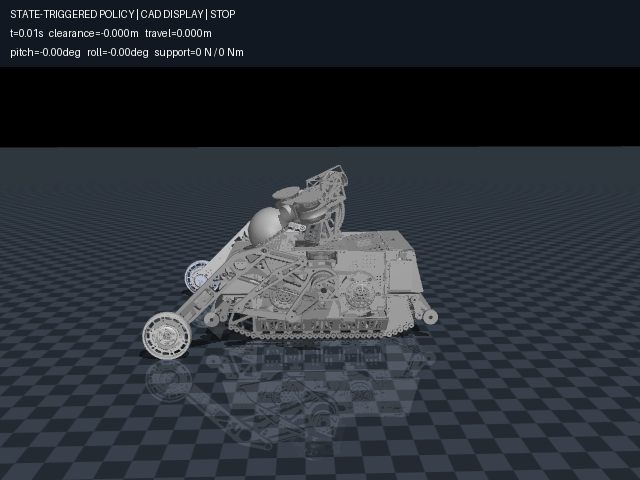 STATE-TRIGGERED POLICY | CAD DISPLAY | STOP
t=0.01s clearance=-0.000m travel=0.000m
pitch=-0.00deg roll=-0.00deg support=0 N / 0 Nm